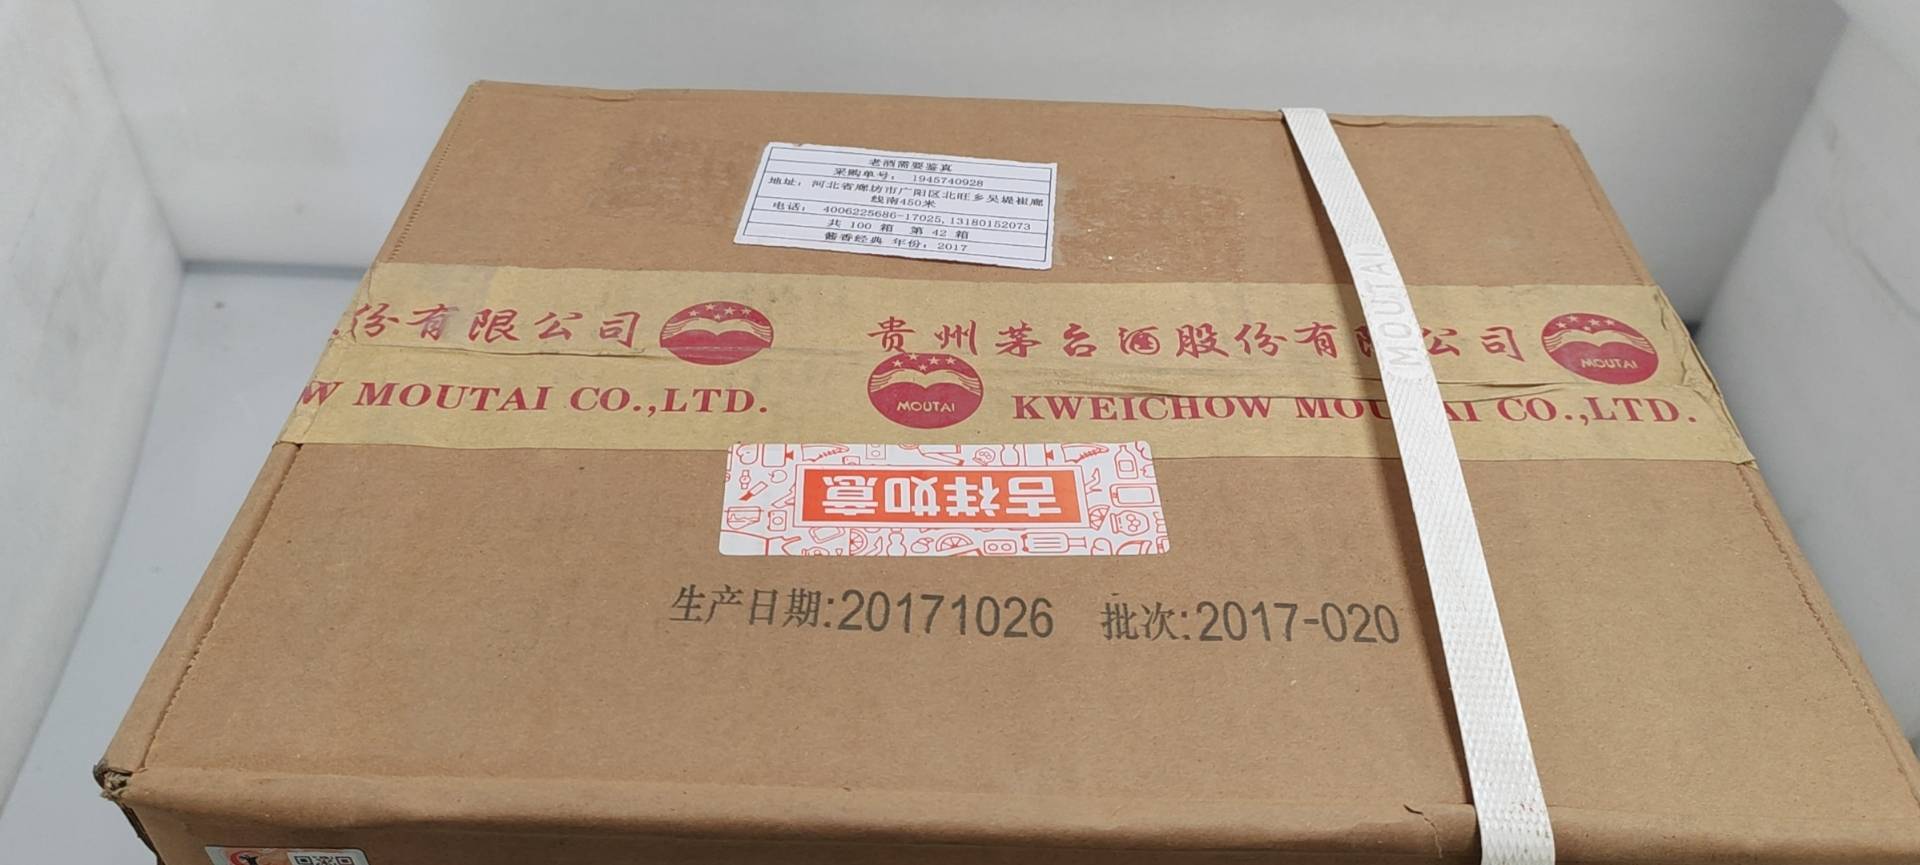 老酒需要鉴真
采购单号: 1945740928
地址: 河北省廊坊市广阳区北旺乡吴堤崔廊
线南450米
电话: 4006225686-17025,13180152073
共 100 箱 第 42 箱
酱香经典 年份: 2017
份有限公司 贵州茅台酒股份有限公司 MOUTAI
W MOUTAI CO.,LTD. MOUTAI KWEICHOW MOUTAI CO.,LTD.
MOUTAI
吉祥如意
生产日期:20171026 批次:2017-020